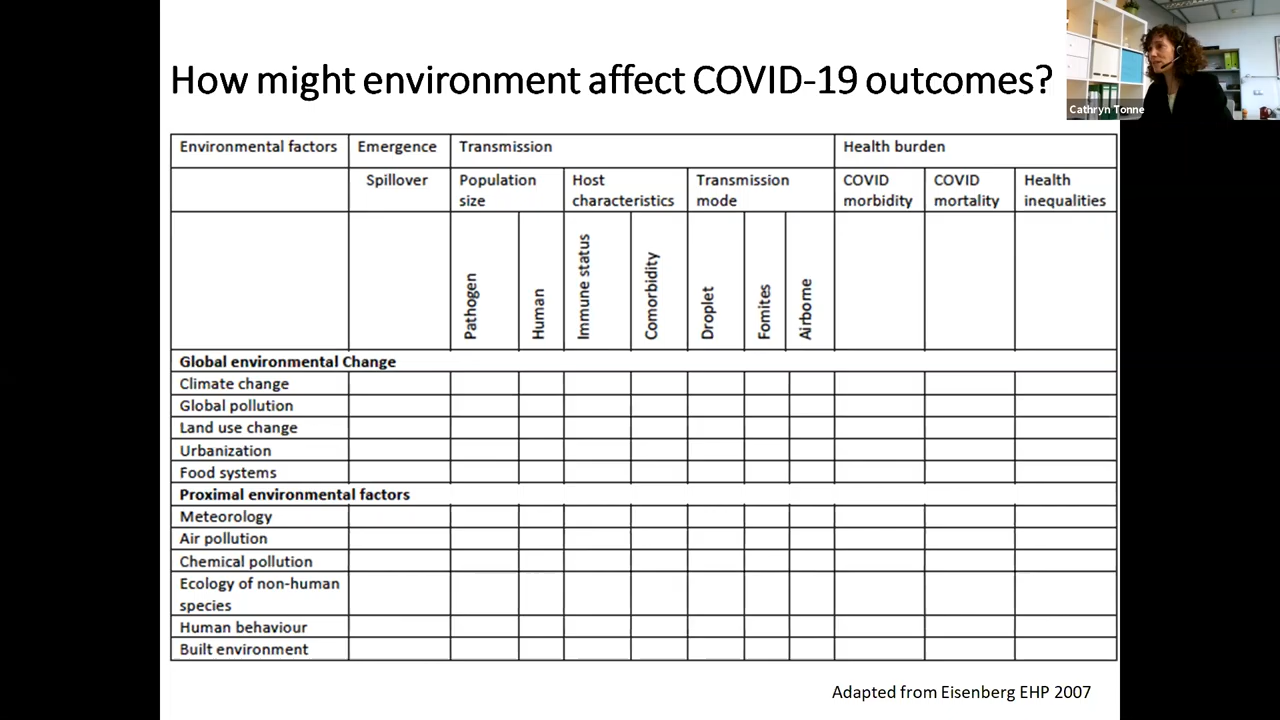 How might environment affect COVID-19 outcomes?
Cathryn Tonne
Environmental factors Emergence Transmission Health burden
Spillover Population size Host characteristics Transmission mode COVID morbidity COVID mortality Health inequalities
Pathogen Human Immune status Comorbidity Droplet Fomites Airborne
Global environmental Change
Climate change
Global pollution
Land use change
Urbanization
Food systems
Proximal environmental factors
Meteorology
Air pollution
Chemical pollution
Ecology of non-human
species
Human behaviour
Built environment
Adapted from Eisenberg EHP 2007